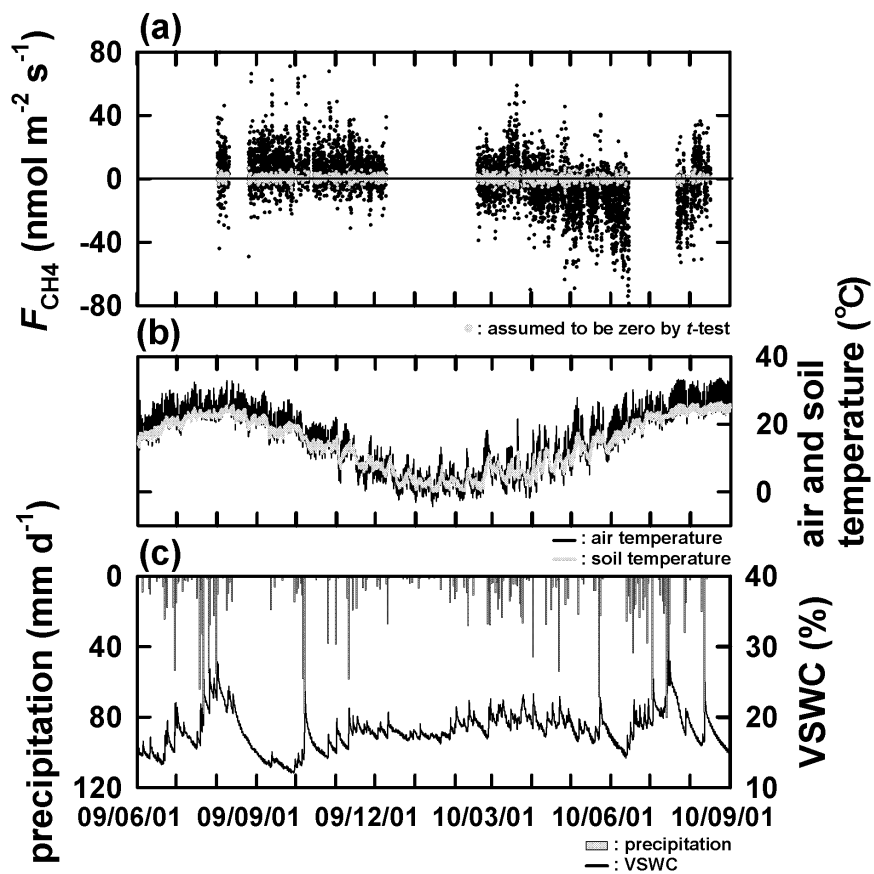 (a)
F_CH4 (nmol m^-2 s^-1)
80
40
0
-40
-80
: assumed to be zero by t-test
(b)
40
20
0
air and soil
temperature (°C)
: air temperature
: soil temperature
(c)
precipitation (mm d^-1)
0
40
80
120
40
30
20
10
VSWC (%)
09/06/01 09/09/01 09/12/01 10/03/01 10/06/01 10/09/01
: precipitation
: VSWC